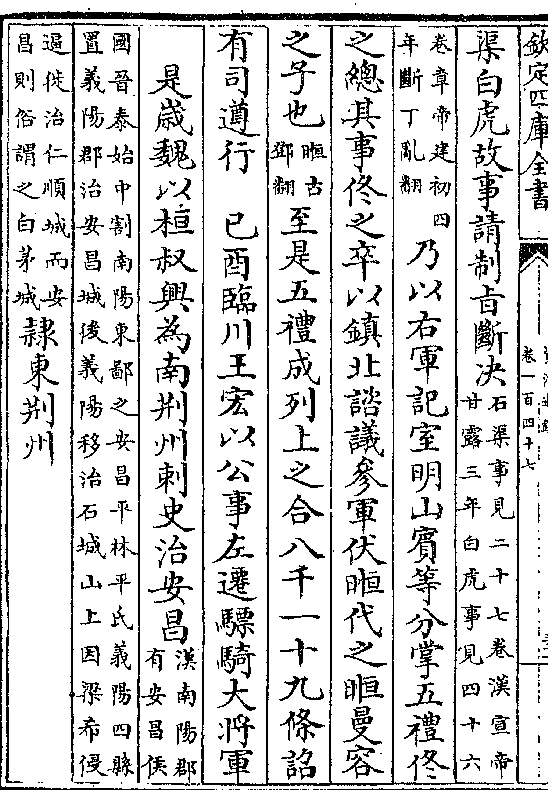 欽定四庫全書
卷一百四十七
渠白虎故事請制旨斷決
石渠事見二十七卷漢宣帝
甘露三年白虎事見四十六
卷章帝建初四
年斷丁亂翻
乃以右軍記室明山賓等分掌五禮佟
之總其事佟之卒以鎮北諮議參軍伏暅代之暅曼容
之子也
暅古
鄧翻
至是五禮成列上之合八千一十九條詔
有司遵行　已酉臨川王宏以公事左遷驃騎大將軍
是歲魏以桓叔興為南荆州刺史治安昌
漢南陽郡
有安昌侯
國晉泰始中割南陽東鄙之安昌平林平氏義陽四縣
置義陽郡治安昌城後義陽移治石城山上因梁希侵
逼徙治仁順城而安
昌則俗謂之白茅城
隷東荆州